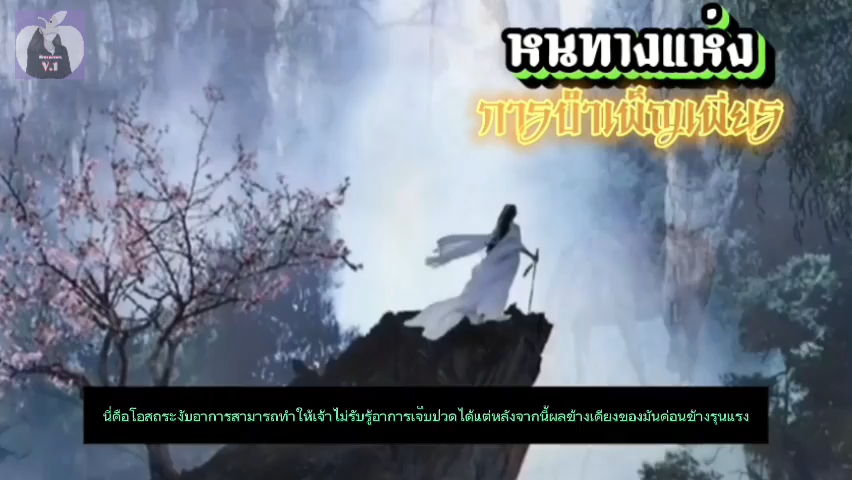 V.1
หนทางแห่ง
การบำเพ็ญเพียร
นี่คือโอสถระงับอาการสามารถทำให้เจ้าไม่รับรู้อาการเจ็บปวดได้แต่หลังจากนี้ผลข้างเคียงของมันค่อนข้างรุนแรง